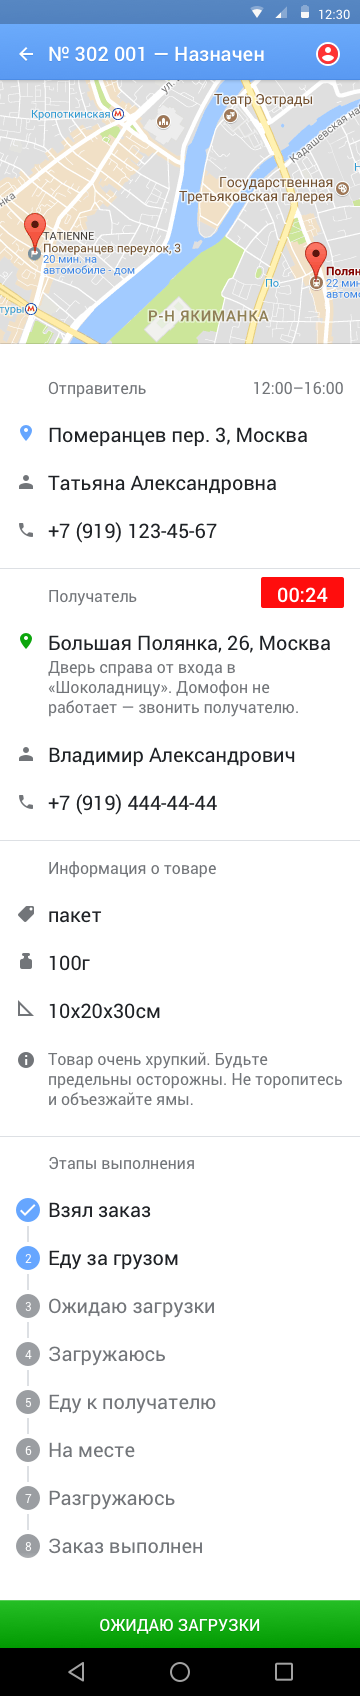 12:30
№ 302 001 — Назначен
ул.
Театр Эстрады
Кропоткинская М
Кадашевская на
Государственная
Третьяковская галерея
нка
TATIENNE
Померанцев переулок, 3
20 мин. на
автомобиле - дом
Полян
22 мин
автомо
По.
туры М
Р-Н ЯКИМАНКА
Отправитель 12:00–16:00
Померанцев пер. 3, Москва
Татьяна Александровна
+7 (919) 123-45-67
Получатель 00:24
Большая Полянка, 26, Москва
Дверь справа от входа в
«Шоколадницу». Домофон не
работает — звонить получателю.
Владимир Александрович
+7 (919) 444-44-44
Информация о товаре
пакет
100г
10х20х30см
Товар очень хрупкий. Будьте
предельны осторожны. Не торопитесь
и объезжайте ямы.
Этапы выполнения
Взял заказ
2 Еду за грузом
3 Ожидаю загрузки
4 Загружаюсь
5 Еду к получателю
6 На месте
7 Разгружаюсь
8 Заказ выполнен
ОЖИДАЮ ЗАГРУЗКИ